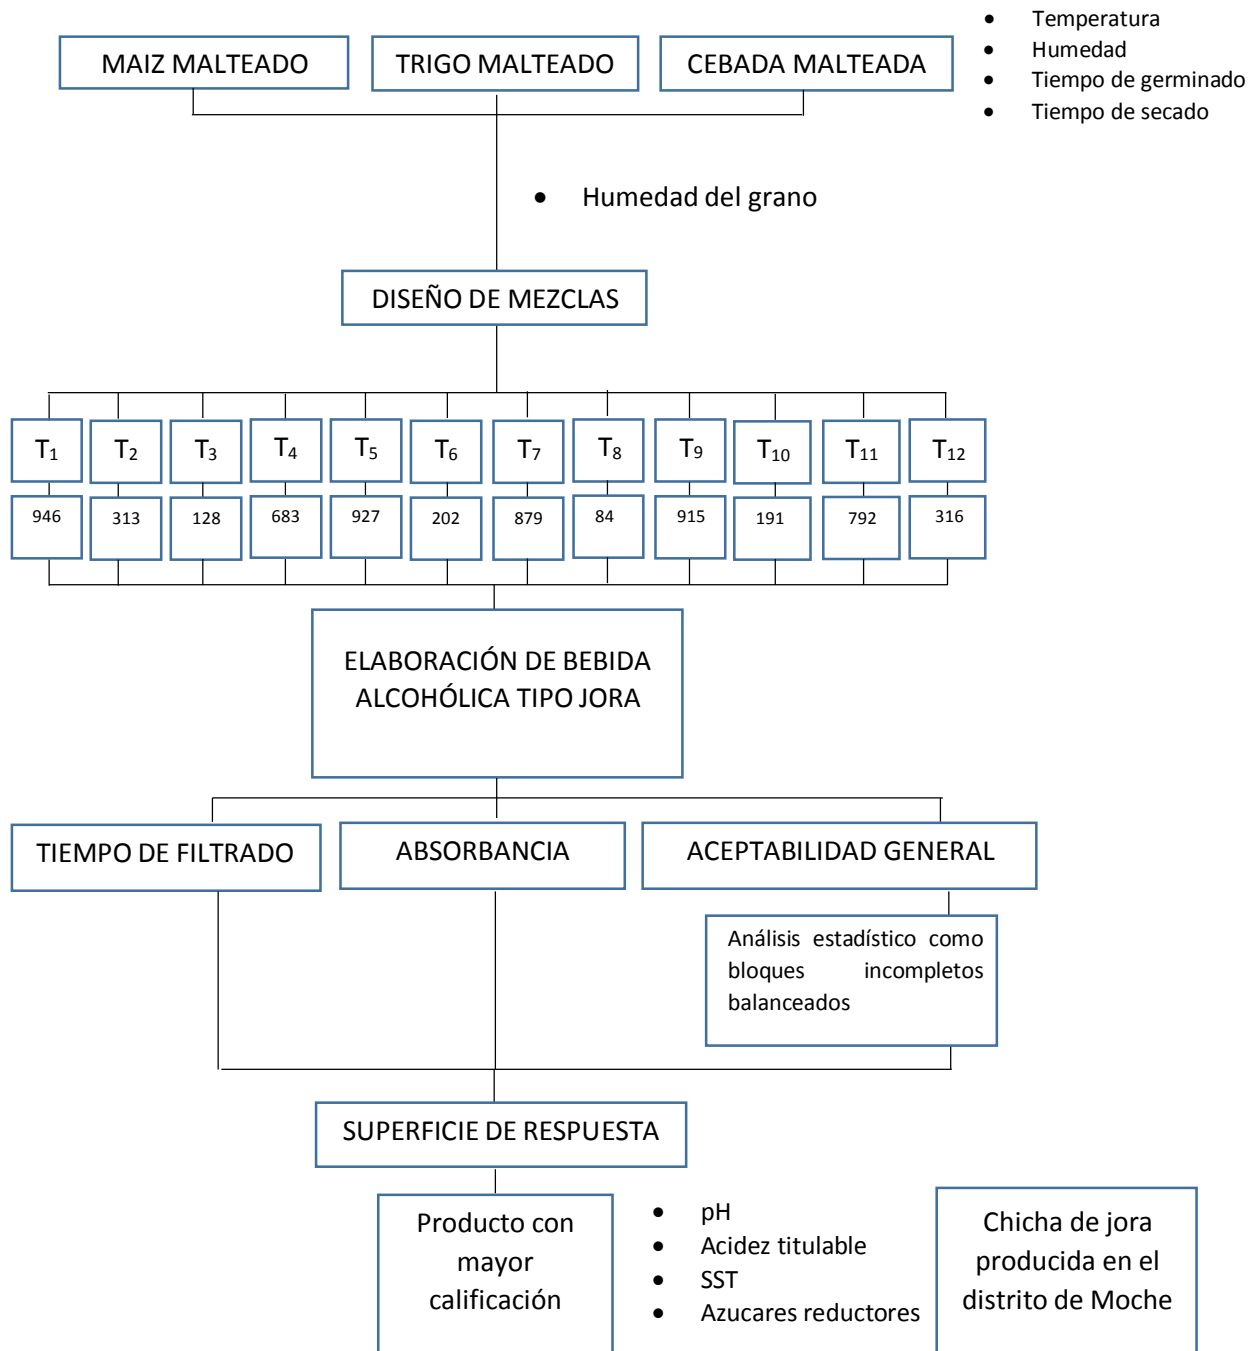 • Temperatura
• Humedad
• Tiempo de germinado
• Tiempo de secado
MAIZ MALTEADO
TRIGO MALTEADO
CEBADA MALTEADA
• Humedad del grano
DISEÑO DE MEZCLAS
T1 T2 T3 T4 T5 T6 T7 T8 T9 T10 T11 T12
946 313 128 683 927 202 879 84 915 191 792 316
ELABORACIÓN DE BEBIDA
ALCOHÓLICA TIPO JORA
TIEMPO DE FILTRADO
ABSORBANCIA
ACEPTABILIDAD GENERAL
Análisis estadístico como
bloques incompletos
balanceados
SUPERFICIE DE RESPUESTA
Producto con
mayor
calificación
• pH
• Acidez titulable
• SST
• Azucares reductores
Chicha de jora
producida en el
distrito de Moche